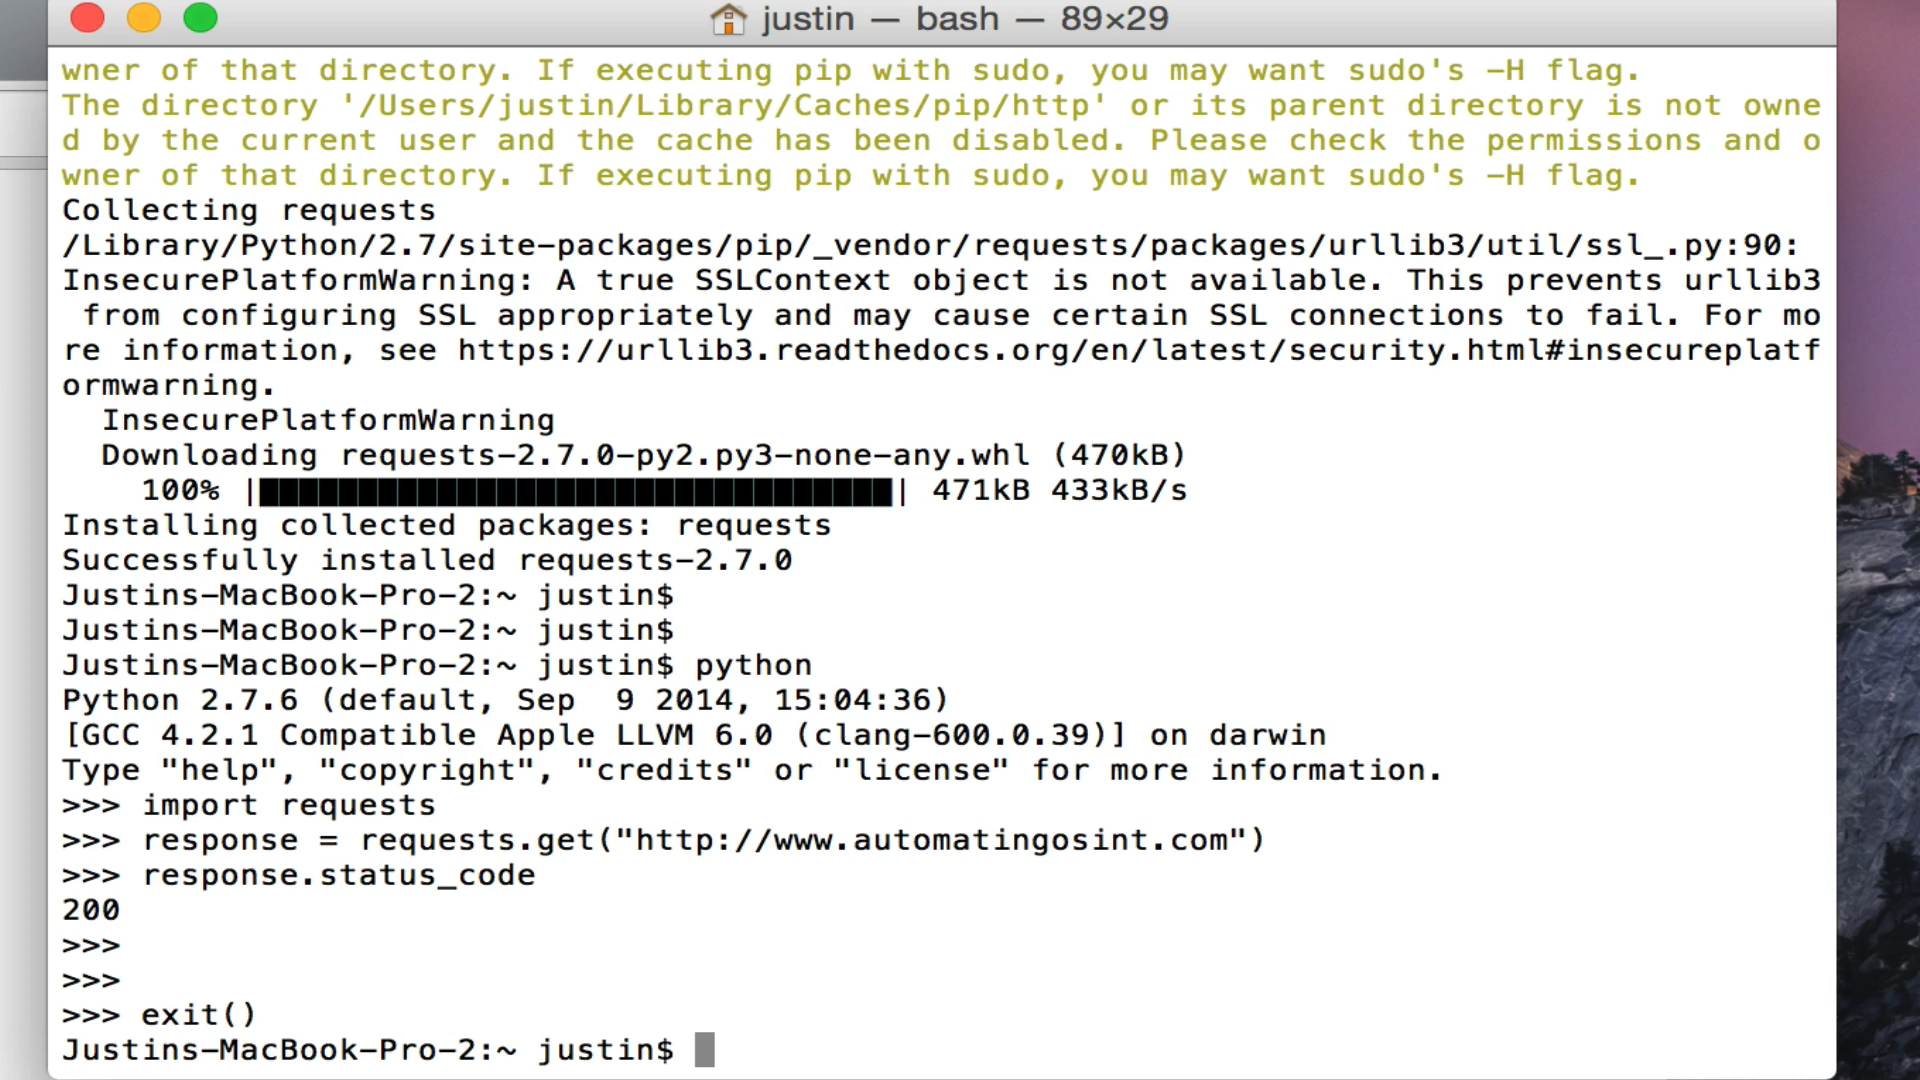 justin — bash — 89×29
wner of that directory. If executing pip with sudo, you may want sudo's -H flag.
The directory '/Users/justin/Library/Caches/pip/http' or its parent directory is not owne
d by the current user and the cache has been disabled. Please check the permissions and o
wner of that directory. If executing pip with sudo, you may want sudo's -H flag.
Collecting requests
/Library/Python/2.7/site-packages/pip/_vendor/requests/packages/urllib3/util/ssl_.py:90:
InsecurePlatformWarning: A true SSLContext object is not available. This prevents urllib3
 from configuring SSL appropriately and may cause certain SSL connections to fail. For mo
re information, see https://urllib3.readthedocs.org/en/latest/security.html#insecureplatf
ormwarning.
  InsecurePlatformWarning
  Downloading requests-2.7.0-py2.py3-none-any.whl (470kB)
    100% |████████████████████████████████| 471kB 433kB/s
Installing collected packages: requests
Successfully installed requests-2.7.0
Justins-MacBook-Pro-2:~ justin$
Justins-MacBook-Pro-2:~ justin$
Justins-MacBook-Pro-2:~ justin$ python
Python 2.7.6 (default, Sep  9 2014, 15:04:36)
[GCC 4.2.1 Compatible Apple LLVM 6.0 (clang-600.0.39)] on darwin
Type "help", "copyright", "credits" or "license" for more information.
>>> import requests
>>> response = requests.get("http://www.automatingosint.com")
>>> response.status_code
200
>>>
>>>
>>> exit()
Justins-MacBook-Pro-2:~ justin$